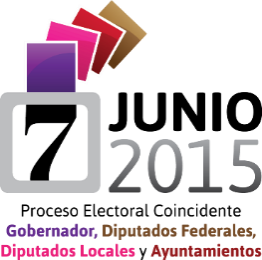 7 JUNIO
2015
Proceso Electoral Coincidente
Gobernador, Diputados Federales,
Diputados Locales y Ayuntamientos